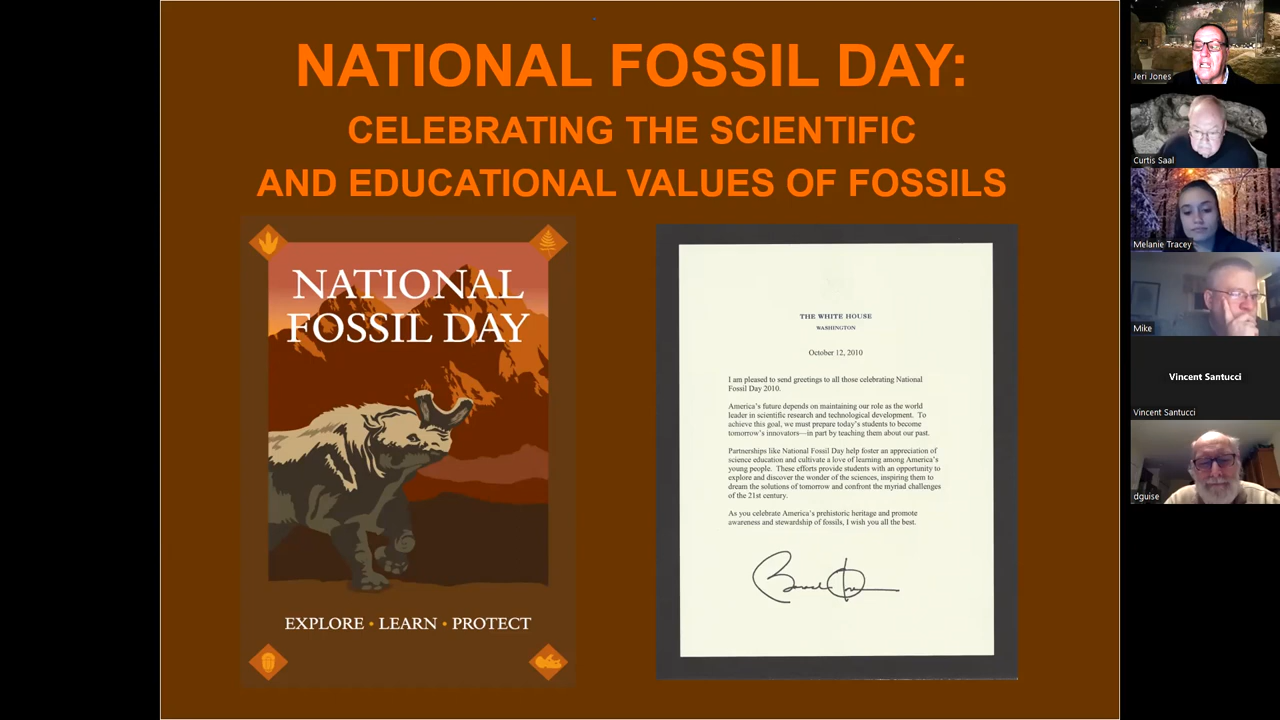 NATIONAL FOSSIL DAY:
CELEBRATING THE SCIENTIFIC
AND EDUCATIONAL VALUES OF FOSSILS
NATIONAL
FOSSIL DAY
EXPLORE • LEARN • PROTECT
THE WHITE HOUSE
WASHINGTON
October 12, 2010
I am pleased to send greetings to all those celebrating National
Fossil Day 2010.
America's future depends on maintaining our role as the world
leader in scientific research and technological development. To
achieve this goal, we must prepare today's students to become
tomorrow's innovators—in part by teaching them about our past.
Partnerships like National Fossil Day help foster an appreciation of
science education and cultivate a love of learning among America's
young people. These efforts provide students with an opportunity to
explore and discover the wonder of the sciences, inspiring them to
dream the solutions of tomorrow and confront the myriad challenges
of the 21st century.
As you celebrate America's prehistoric heritage and promote
awareness and stewardship of fossils, I wish you all the best.
Jeri Jones
Curtis Saal
Melanie Tracey
Mike
Vincent Santucci
Vincent Santucci
dguise